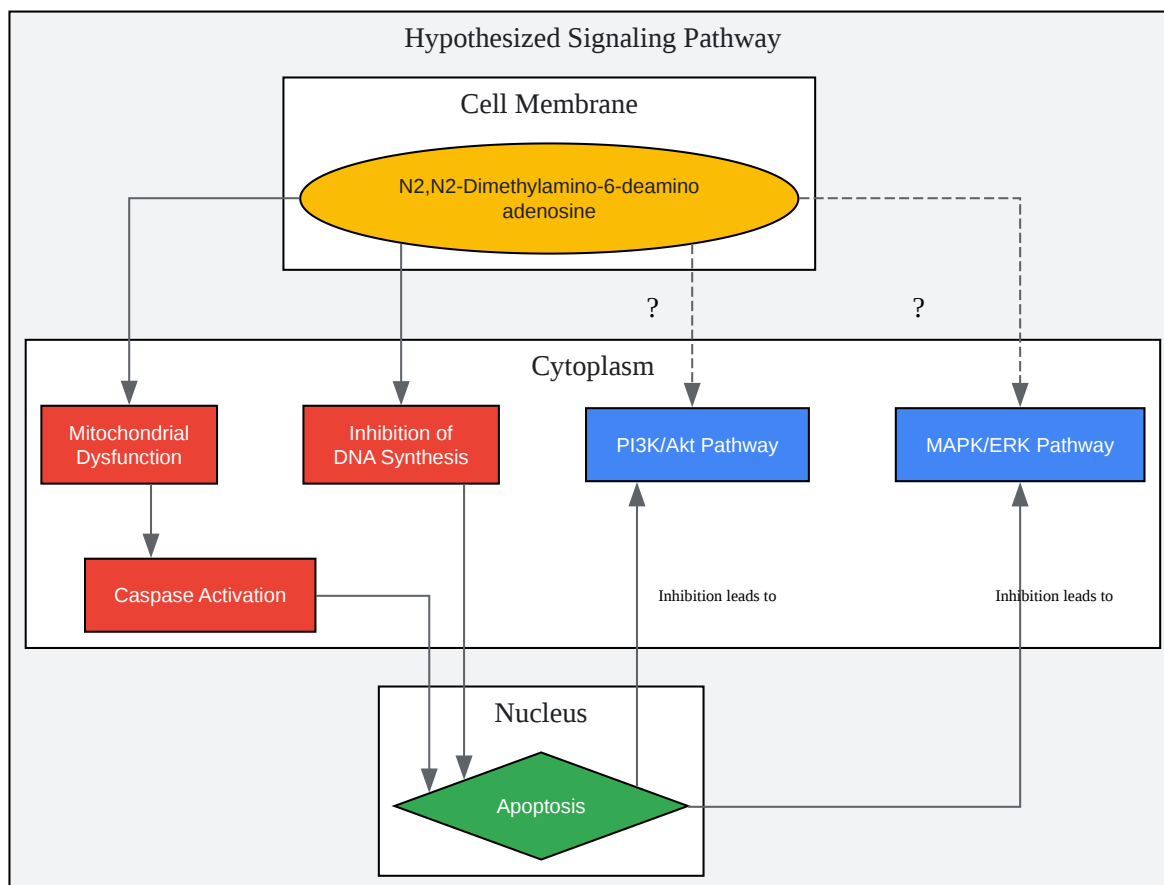 Hypothesized Signaling Pathway
Cell Membrane
N2,N2-Dimethylamino-6-deamino
adenosine
?
?
Cytoplasm
Mitochondrial
Dysfunction
Inhibition of
DNA Synthesis
PI3K/Akt Pathway
MAPK/ERK Pathway
Caspase Activation
Inhibition leads to
Inhibition leads to
Nucleus
Apoptosis